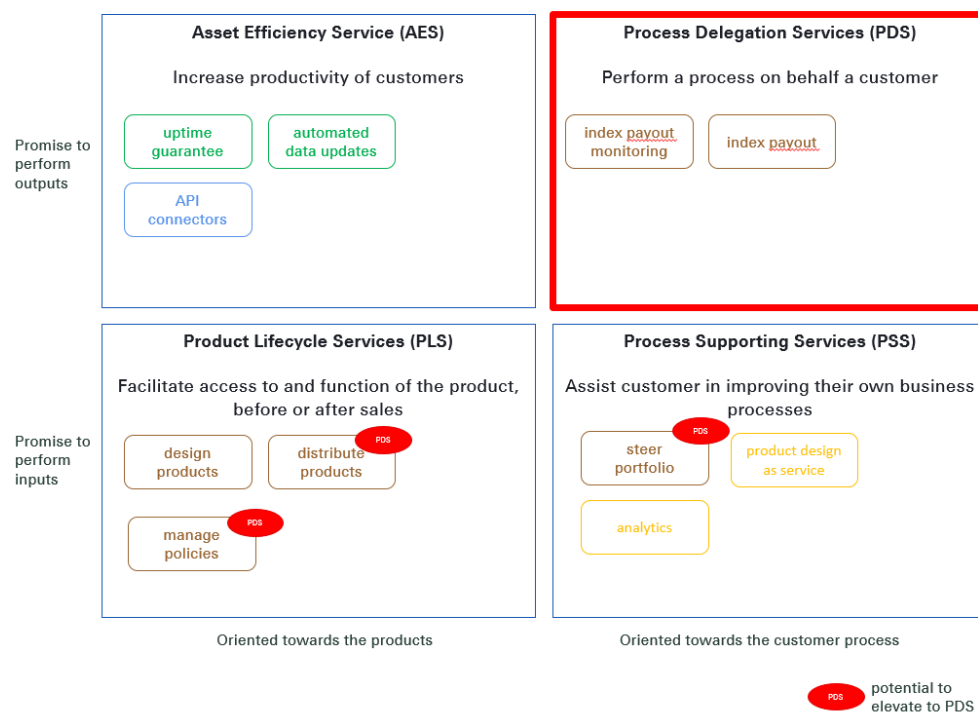 Asset Efficiency Service (AES)
Increase productivity of customers
uptime
guarantee
automated
data updates
API
connectors
Process Delegation Services (PDS)
Perform a process on behalf a customer
index payout
monitoring
index payout
Promise to
perform
outputs
Product Lifecycle Services (PLS)
Facilitate access to and function of the product,
before or after sales
design
products
PDS
distribute
products
PDS
manage
policies
Process Supporting Services (PSS)
Assist customer in improving their own business
processes
PDS
steer
portfolio
product design
as service
analytics
Promise to
perform
inputs
Oriented towards the products
Oriented towards the customer process
PDS
potential to
elevate to PDS